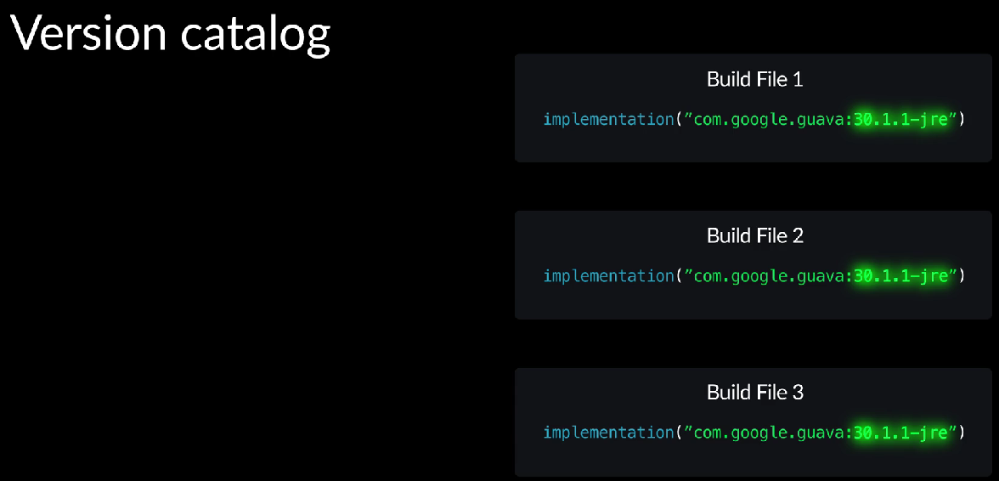 Version catalog
Build File 1
implementation(”com.google.guava:30.1.1-jre”)
Build File 2
implementation(”com.google.guava:30.1.1-jre”)
Build File 3
implementation(”com.google.guava:30.1.1-jre”)